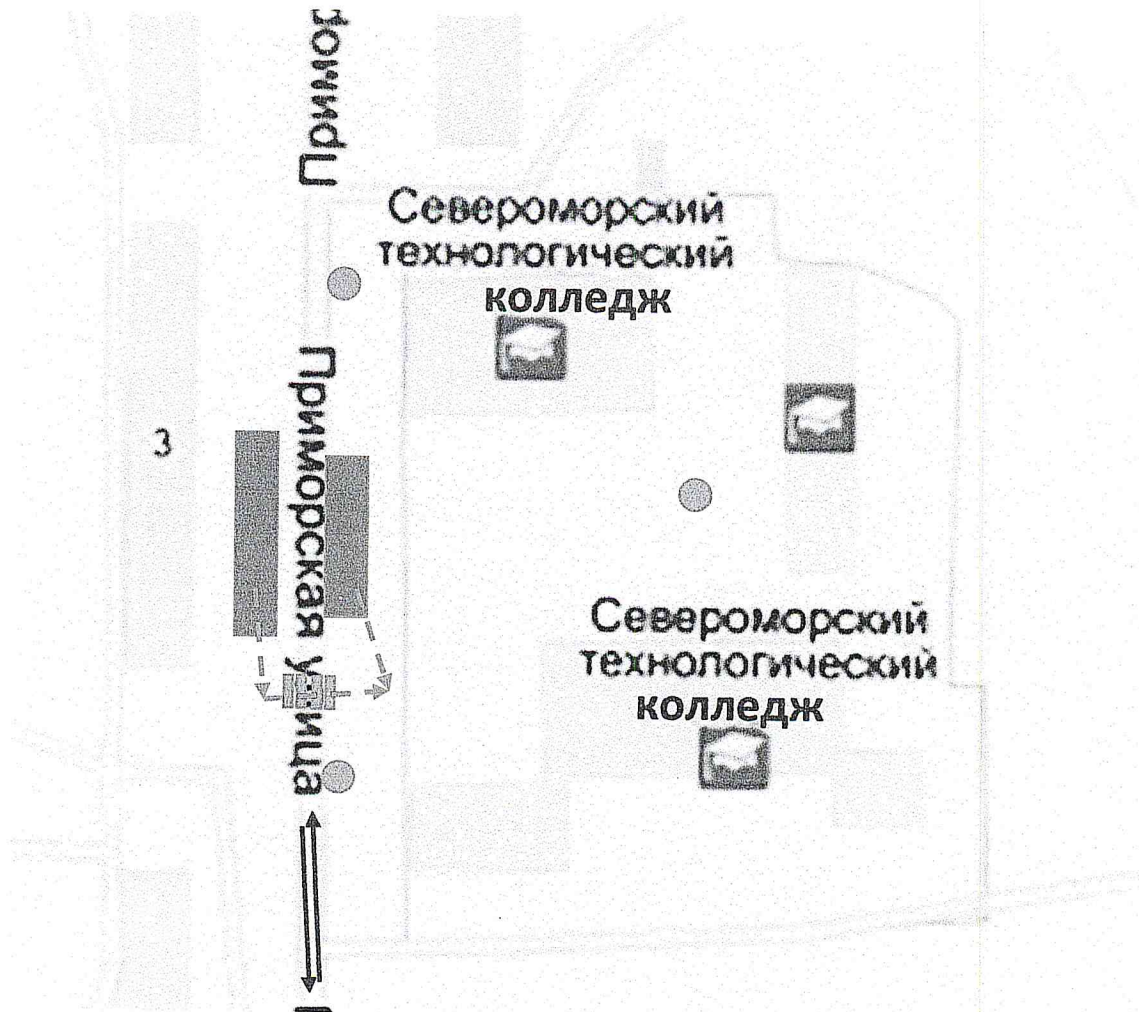 Примор
Североморский
технологический
колледж
Приморская улица
3
Североморский
технологический
колледж